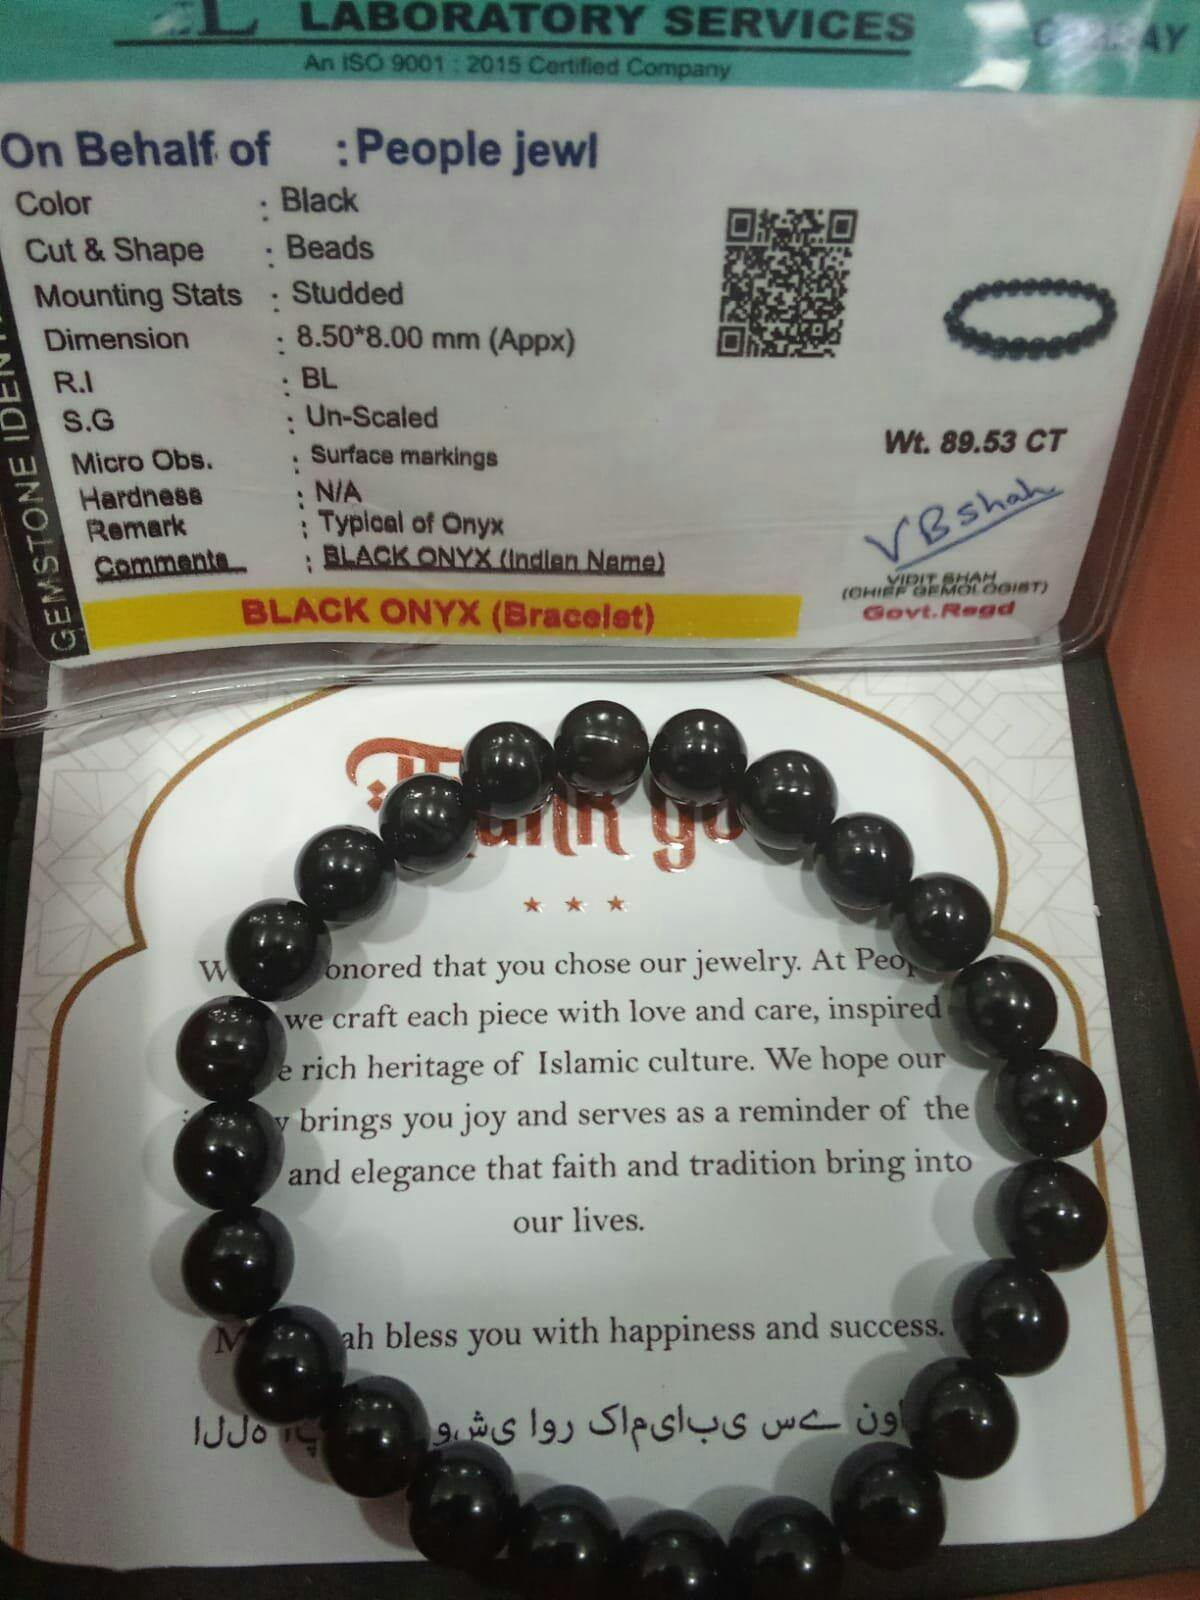 LABORATORY SERVICES
An ISO 9001 : 2015 Certified Company
On Behalf of : People jewl
Color : Black
Cut & Shape : Beads
Mounting Stats : Studded
Dimension : 8.50*8.00 mm (Appx)
R.I : BL
S.G : Un-Scaled
Micro Obs. : Surface markings
Hardness : N/A
Remark : Typical of Onyx
Comments : BLACK ONYX (Indian Name)
BLACK ONYX (Bracelet)
GEMSTONE
Wt. 89.53 CT
VBShah
VIDIT SHAH
(CHIEF GEMOLOGIST)
Govt.Regd
onored that you chose our jewelry. At
we craft each piece with love and care, inspired
rich heritage of Islamic culture. We hope our
brings you joy and serves as a reminder of the
and elegance that faith and tradition bring into
our lives.
bless you with happiness and success.
اللہ وشی اور کامیابی سے